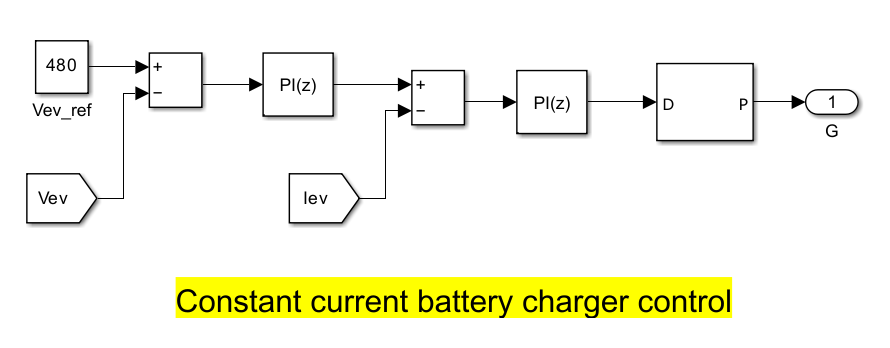 480
Vev_ref
+
−
PI(z)
+
−
PI(z)
D
P
1
G
Vev
Iev
Constant current battery charger control